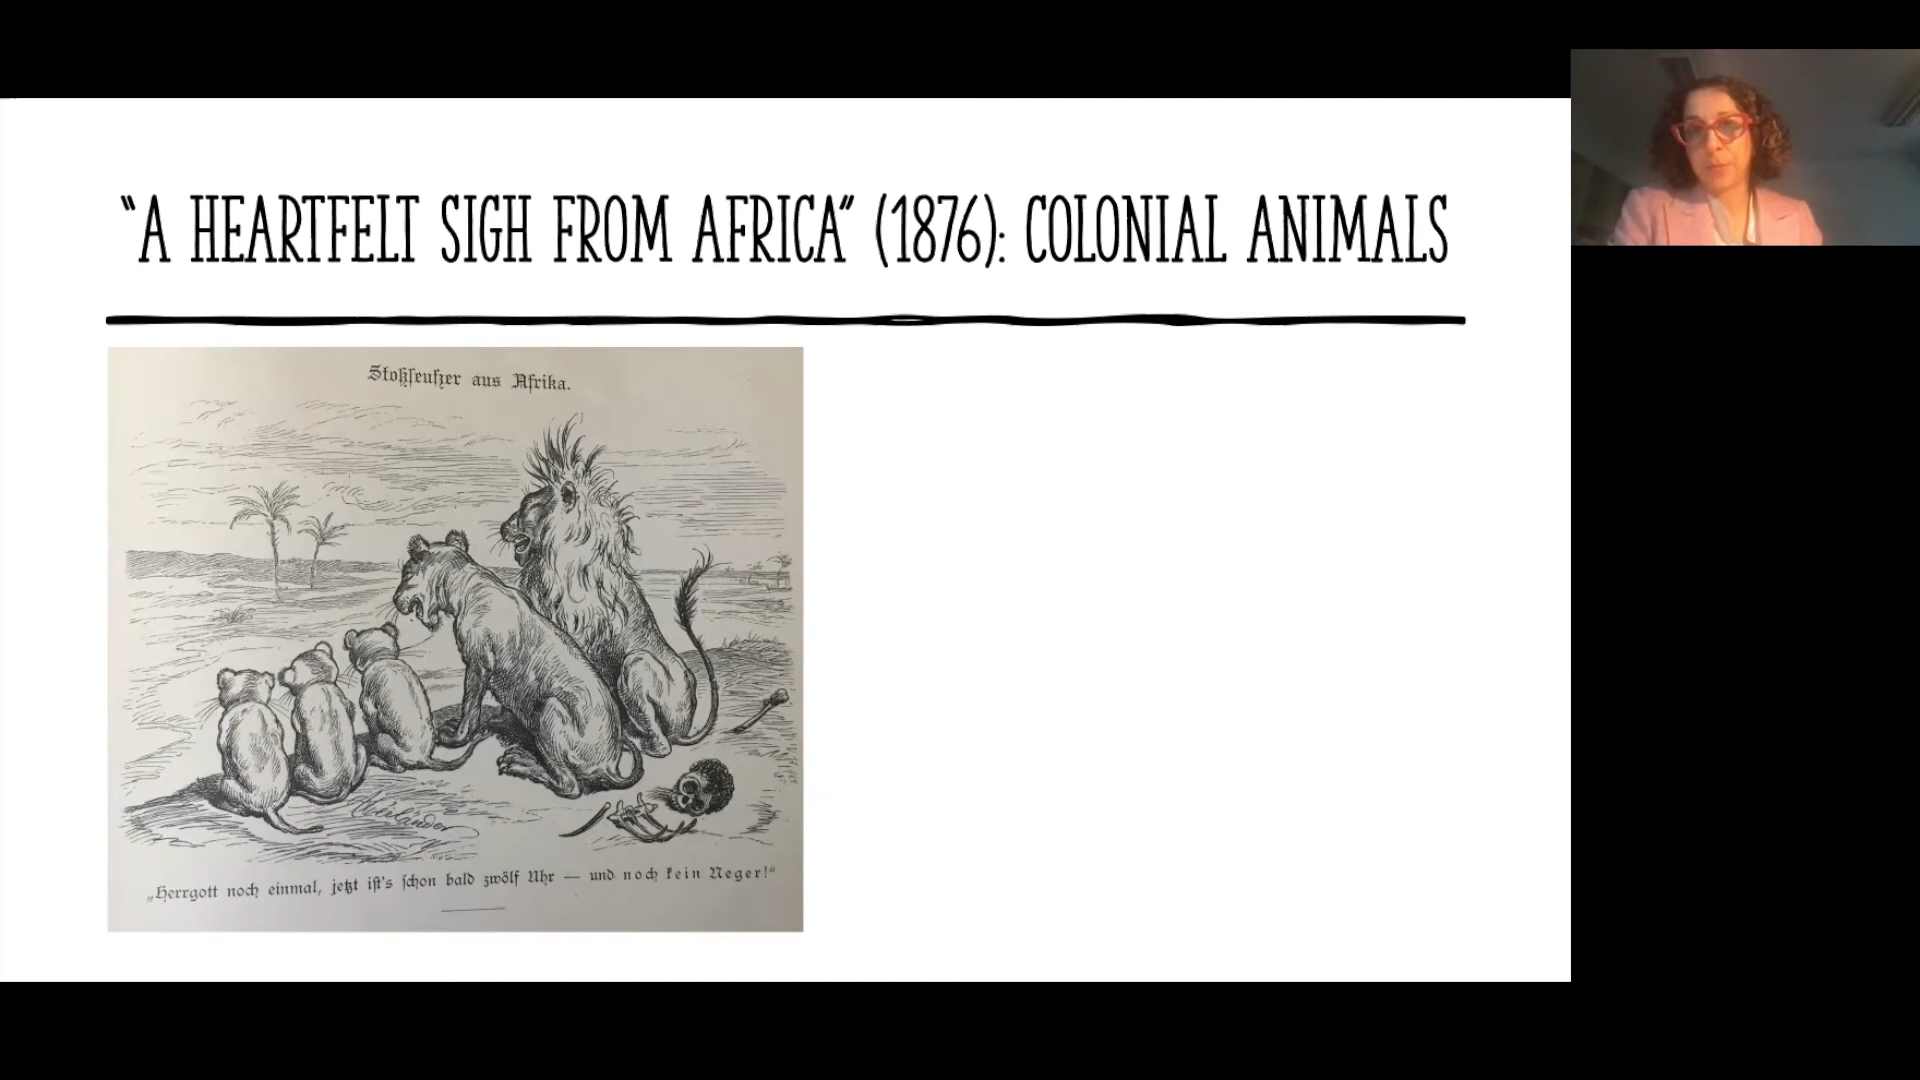 “A HEARTFELT SIGH FROM AFRICA” (1876): COLONIAL ANIMALS
Stoßseufzer aus Afrika.
„Herrgott noch einmal, jetzt ist's schon bald zwölf Uhr — und noch kein Neger!“